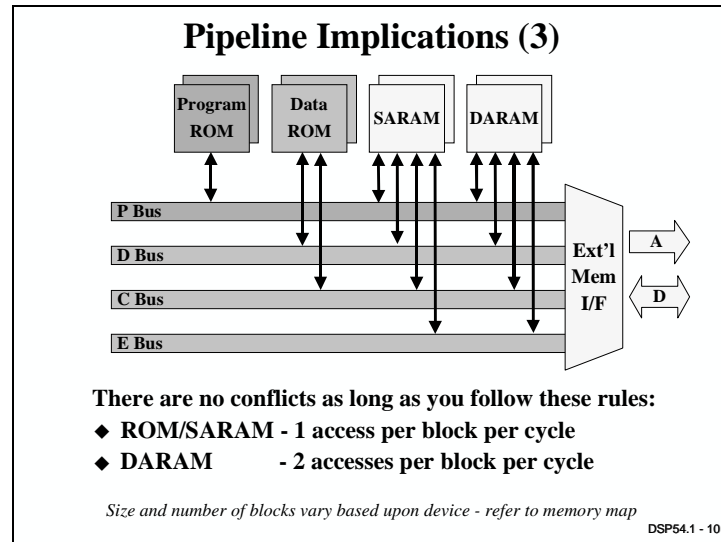 Pipeline Implications (3)
Program
ROM
Data
ROM
SARAM
DARAM
P Bus
D Bus
C Bus
E Bus
Ext'l
Mem
I/F
A
D
There are no conflicts as long as you follow these rules:
◆ ROM/SARAM - 1 access per block per cycle
◆ DARAM - 2 accesses per block per cycle
Size and number of blocks vary based upon device - refer to memory map
DSP54.1 - 10